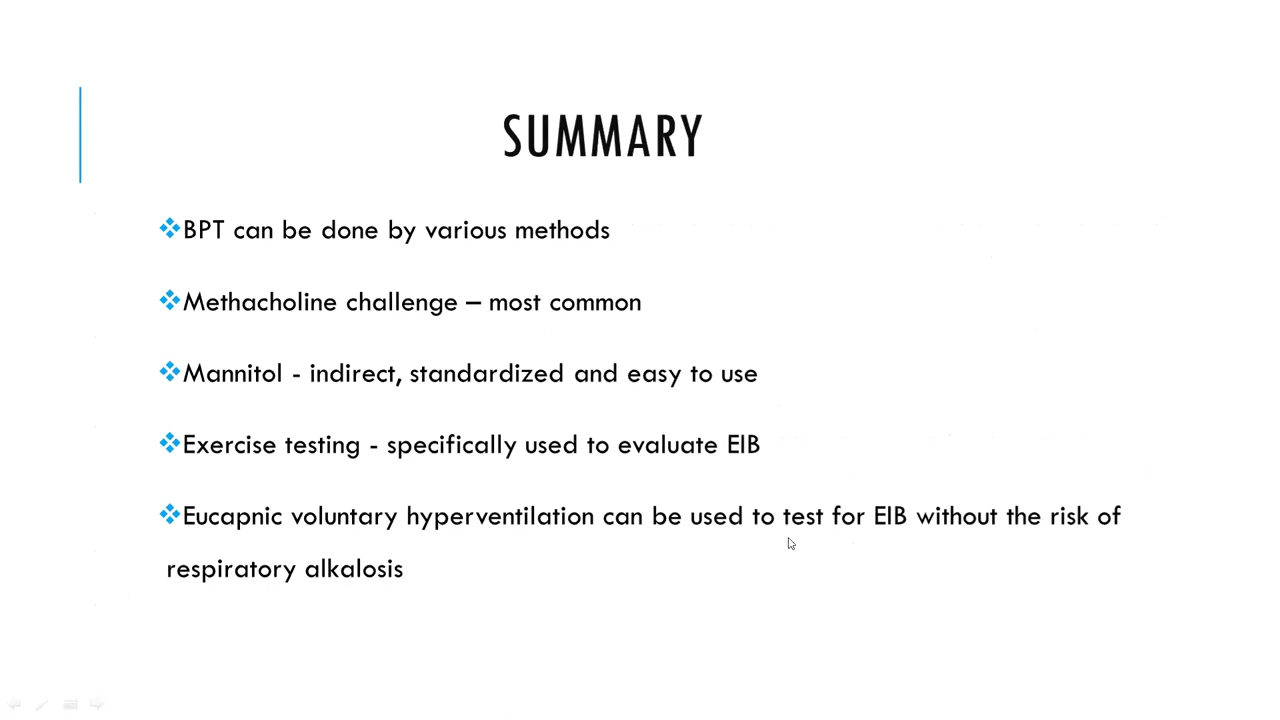 SUMMARY
BPT can be done by various methods
Methacholine challenge – most common
Mannitol - indirect, standardized and easy to use
Exercise testing - specifically used to evaluate EIB
Eucapnic voluntary hyperventilation can be used to test for EIB without the risk of
respiratory alkalosis